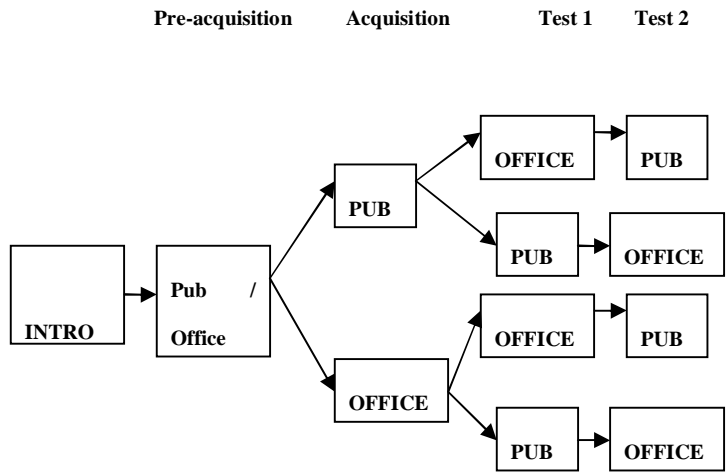 Pre-acquisition Acquisition Test 1 Test 2
OFFICE PUB
PUB
PUB OFFICE
Pub /
Office
INTRO
OFFICE PUB
OFFICE
PUB OFFICE